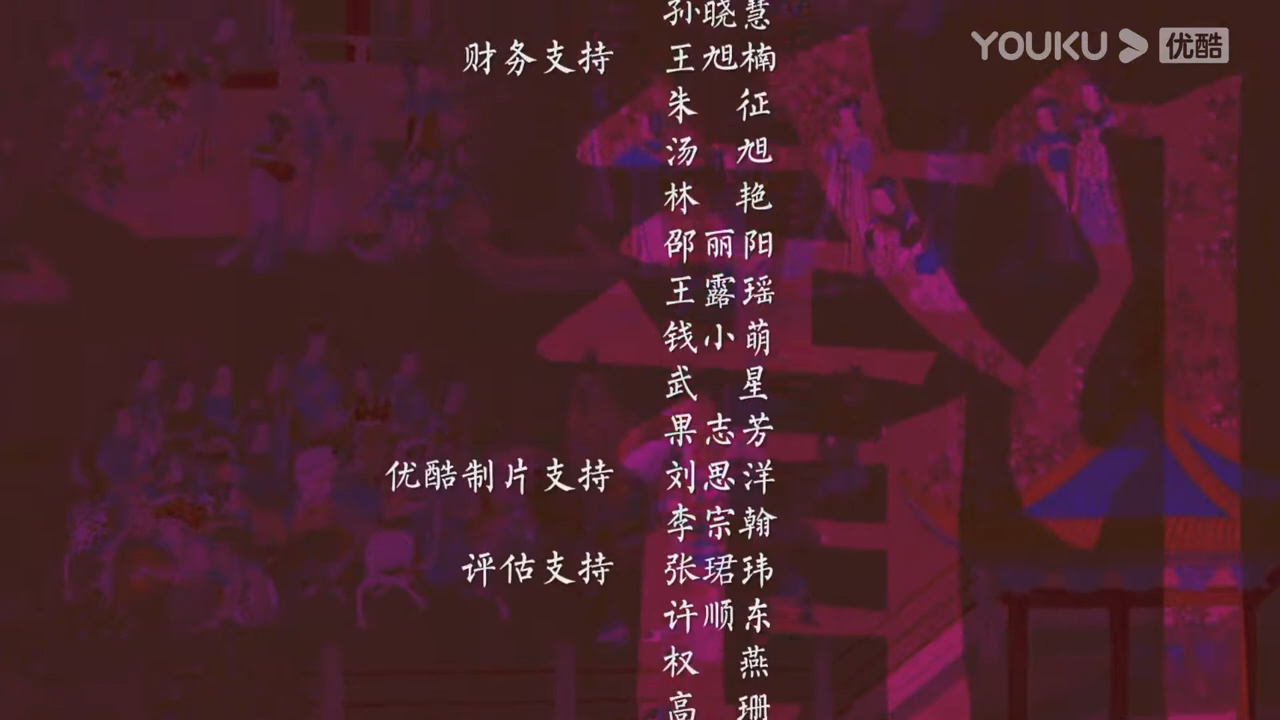 孙晓慧
YOUKU 优酷
财务支持 王旭楠
朱 征
汤 旭
林 艳
邵丽阳
王露瑶
钱小萌
武 星
果志芳
优酷制片支持 刘思洋
李宗翰
评估支持 张珺玮
许顺东
权 燕
高 珊